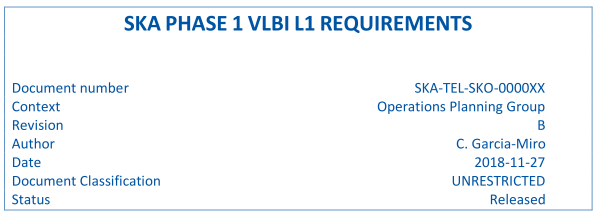 SKA PHASE 1 VLBI L1 REQUIREMENTS
Document number SKA-TEL-SKO-0000XX
Context Operations Planning Group
Revision B
Author C. Garcia-Miro
Date 2018-11-27
Document Classification UNRESTRICTED
Status Released